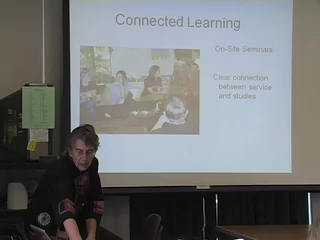 Connected Learning
On-Site Seminars
Clear connection
between service
and studies